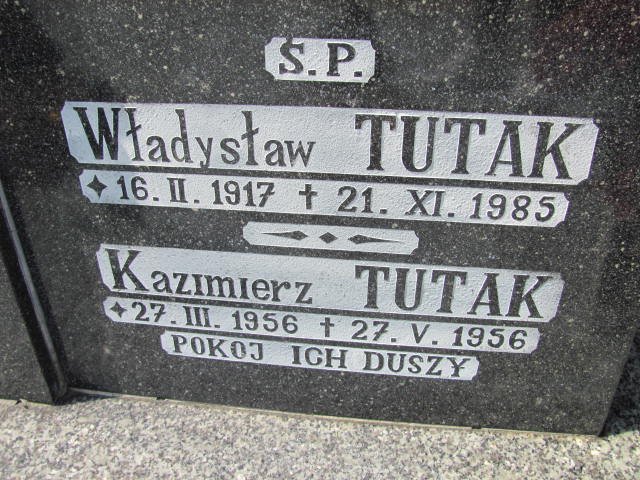 Ś.P.
Władysław TUTAK
✦ 16. II. 1917 † 21. XI. 1985
Kazimierz TUTAK
✦ 27. III. 1956 † 27. V. 1956
POKOJ ICH DUSZY